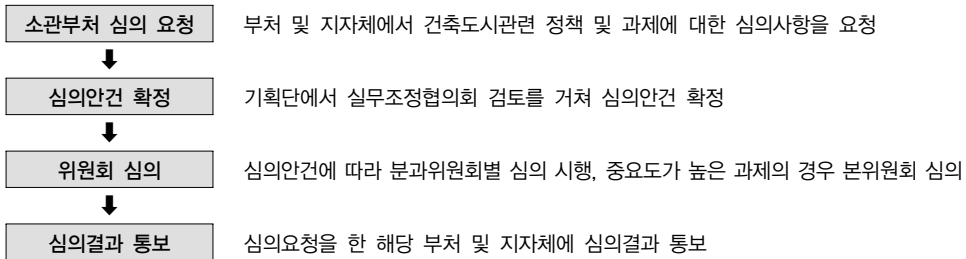 소관부처 심의 요청 부처 및 지자체에서 건축도시관련 정책 및 과제에 대한 심의사항을 요청
심의안건 확정 기획단에서 실무조정협의회 검토를 거쳐 심의안건 확정
위원회 심의 심의안건에 따라 분과위원회별 심의 시행, 중요도가 높은 과제의 경우 본위원회 심의
심의결과 통보 심의요청을 한 해당 부처 및 지자체에 심의결과 통보